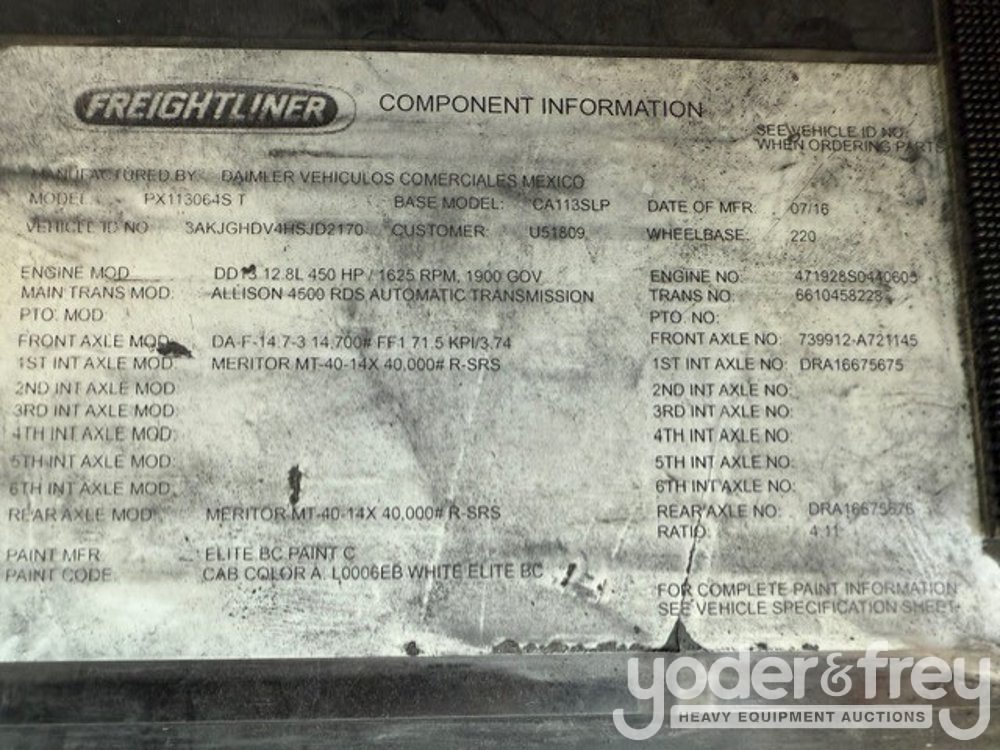 FREIGHTLINER COMPONENT INFORMATION
SEE VEHICLE ID NO.
WHEN ORDERING PARTS
MANUFACTURED BY: DAIMLER VEHICULOS COMERCIALES MEXICO
MODEL: PX113064S T BASE MODEL: CA113SLP DATE OF MFR: 07/16
VEHICLE ID NO 3AKJGHDV4HSJD2170 CUSTOMER: U51809 WHEELBASE: 220
ENGINE MOD DD13 12.8L 450 HP / 1625 RPM, 1900 GOV ENGINE NO: 471928S0440605
MAIN TRANS MOD: ALLISON 4500 RDS AUTOMATIC TRANSMISSION TRANS NO: 6610458228
PTO. MOD: PTO. NO:
FRONT AXLE MOD: DA-F-14.7-3 14,700# FF1 71.5 KPI/3.74 FRONT AXLE NO: 739912-A721145
1ST INT AXLE MOD: MERITOR MT-40-14X 40,000# R-SRS 1ST INT AXLE NO: DRA16675675
2ND INT AXLE MOD: 2ND INT AXLE NO:
3RD INT AXLE MOD: 3RD INT AXLE NO:
4TH INT AXLE MOD: 4TH INT AXLE NO:
5TH INT AXLE MOD: 5TH INT AXLE NO:
6TH INT AXLE MOD: 6TH INT AXLE NO:
REAR AXLE MOD: MERITOR MT-40-14X 40,000# R-SRS REAR AXLE NO: DRA16675676
RATIO: 4.11
PAINT MFR: ELITE BC PAINT C
PAINT CODE: CAB COLOR A: L0006EB WHITE ELITE BC
FOR COMPLETE PAINT INFORMATION
SEE VEHICLE SPECIFICATION SHEET
yoder&frey
HEAVY EQUIPMENT AUCTIONS